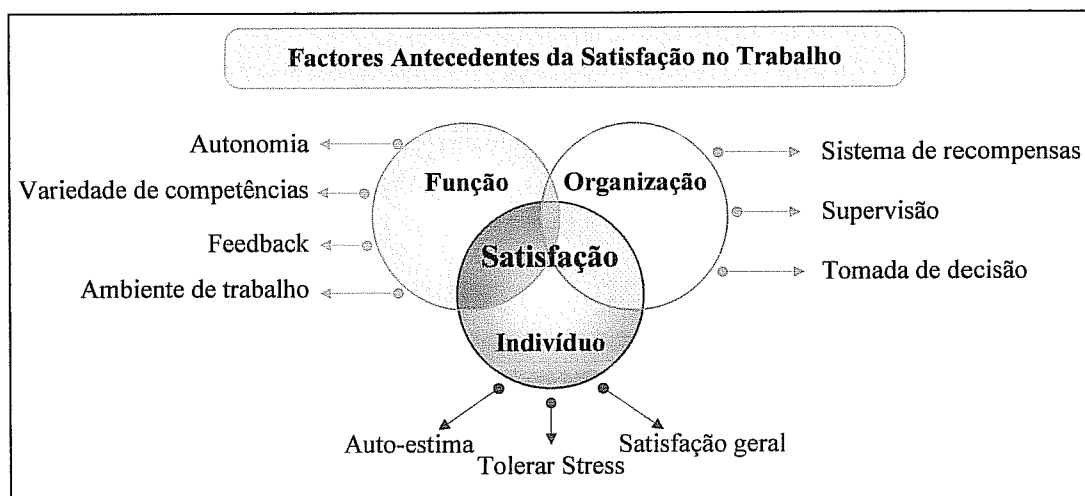 Factores Antecedentes da Satisfação no Trabalho
Autonomia
Variedade de competências
Feedback
Ambiente de trabalho
Função
Organização
Satisfação
Indivíduo
Sistema de recompensas
Supervisão
Tomada de decisão
Auto-estima
Tolerar Stress
Satisfação geral